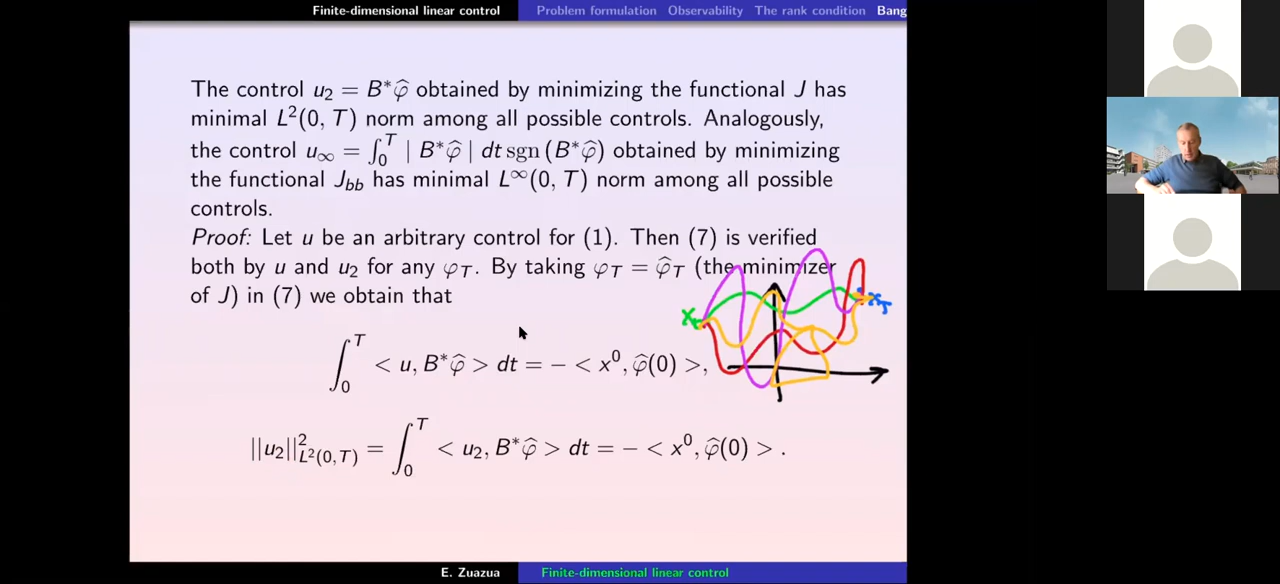 Finite-dimensional linear control Problem formulation Observability The rank condition Bang
The control u₂ = B*φ̂ obtained by minimizing the functional J has
minimal L²(0, T) norm among all possible controls. Analogously,
the control u∞ = ∫₀ᵀ | B*φ̂ | dt sgn (B*φ̂) obtained by minimizing
the functional J_bb has minimal L^∞(0, T) norm among all possible
controls.
Proof: Let u be an arbitrary control for (1). Then (7) is verified
both by u and u₂ for any φ_T. By taking φ_T = φ̂_T (the minimizer
of J) in (7) we obtain that
∫₀ᵀ < u, B*φ̂ > dt = − < x⁰, φ̂(0) >,
||u₂||²_{L²(0,T)} = ∫₀ᵀ < u₂, B*φ̂ > dt = − < x⁰, φ̂(0) > .
E. Zuazua Finite-dimensional linear control